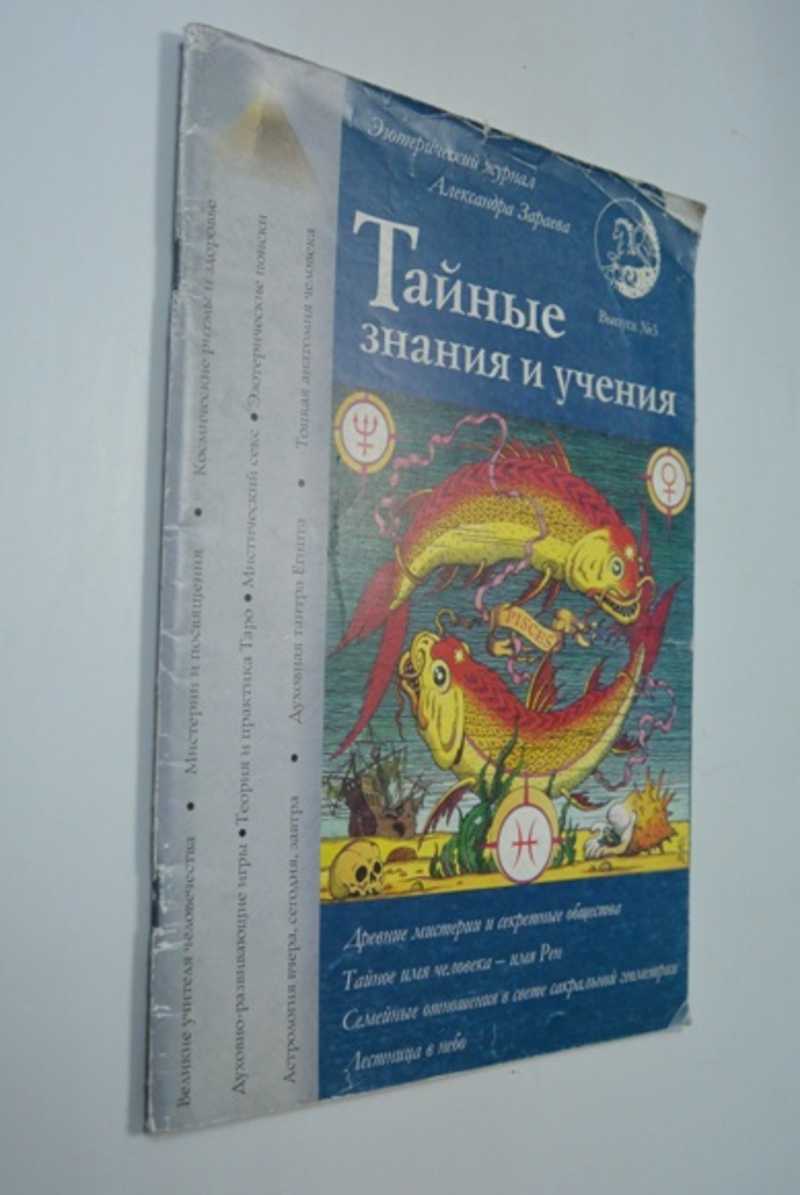 Эзотерический журнал
Александра Зараева
Тайные
знания и учения
Выпуск №3
PISCES
Древние мистерии и секретные общества
Тайное имя человека – имя Рен
Семейные отношения в свете сакральной геометрии
Лестница в небо
Великие учителя человечества • Мистерии и посвящения • Космические ритмы и здоровье
Духовно-развивающие игры • Теория и практика Таро • Мистический секс • Эзотерические поиски
Астрология вчера, сегодня, завтра • Духовная тантра Египта • Тонкая анатомия человека